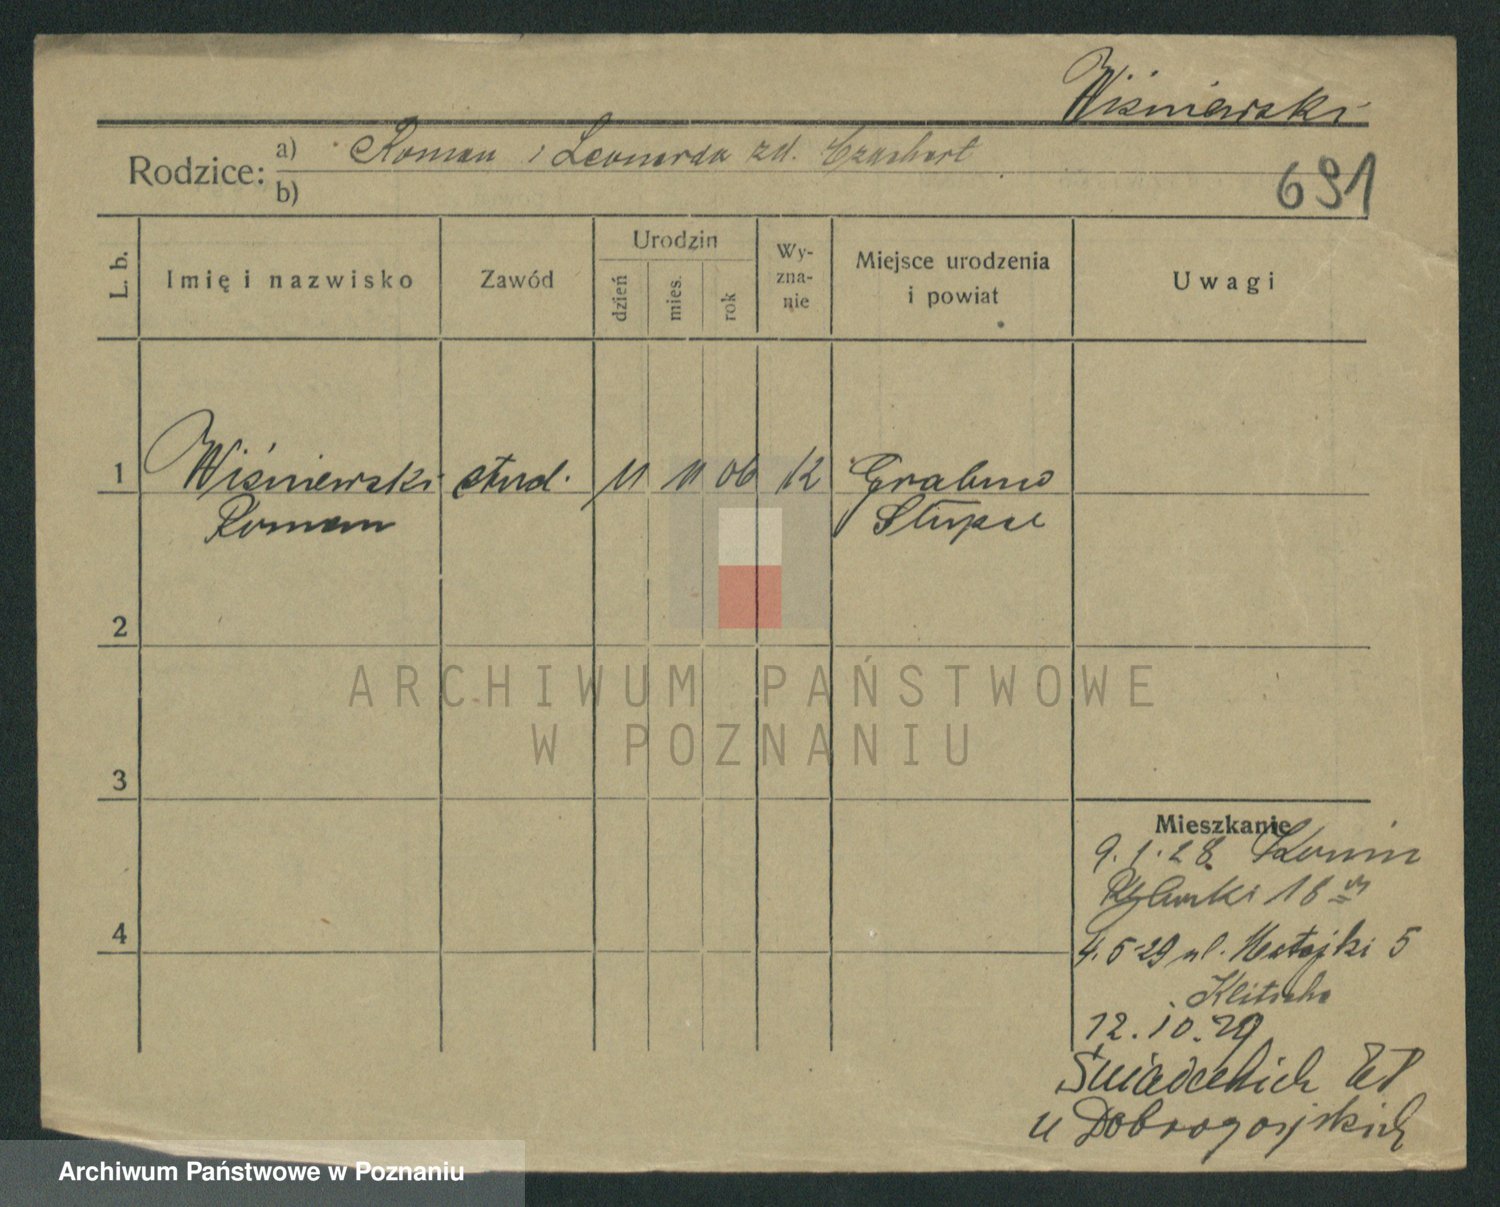 Wiśniewski
Rodzice: a) Roman i Leonarda zd.
b)
691
L. b.
Imię i nazwisko
Zawód
Urodzin
dzień
mies.
rok
Wy-
zna-
nie
Miejsce urodzenia
i powiat
Uwagi
1 Wiśniewski stud. 11 11 06 Grabowo
Roman
2
3
4
ARCHIWUM PAŃSTWOWE
W POZNANIU
Mieszkanie
9.1.28.
18
4.5 29 ul. Matejki 5
12.10.29
Śniadeckich
u Dobrogojskich
Archiwum Państwowe w Poznaniu